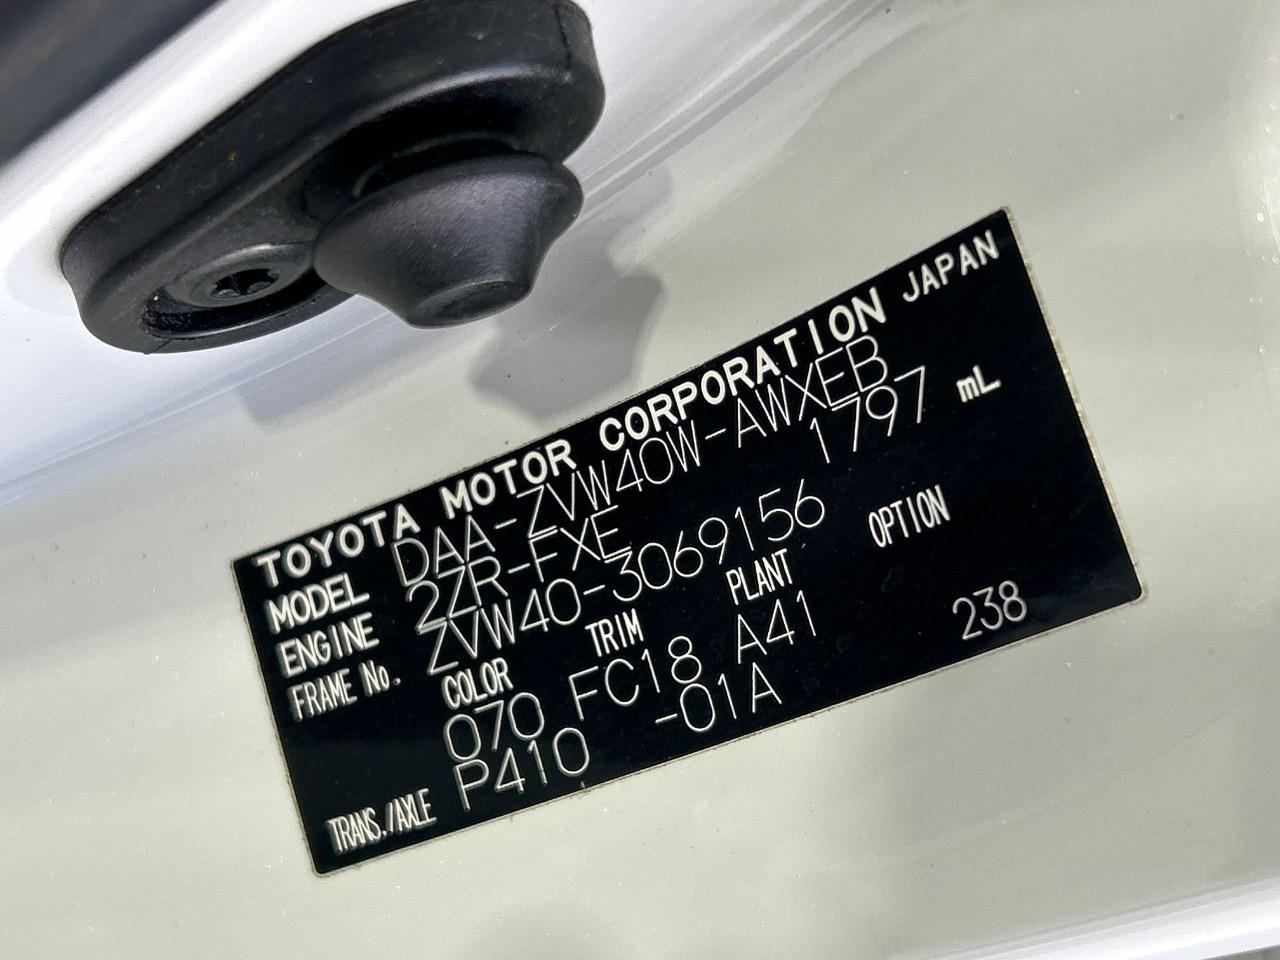 TOYOTA MOTOR CORPORATION JAPAN
MODEL DAA-ZVW40W-AWXEB
ENGINE 2ZR-FXE 1797 mL
FRAME No. ZVW40-3069156
COLOR TRIM PLANT OPTION
070 FC18 A41
TRANS./AXLE P410 -01A 238